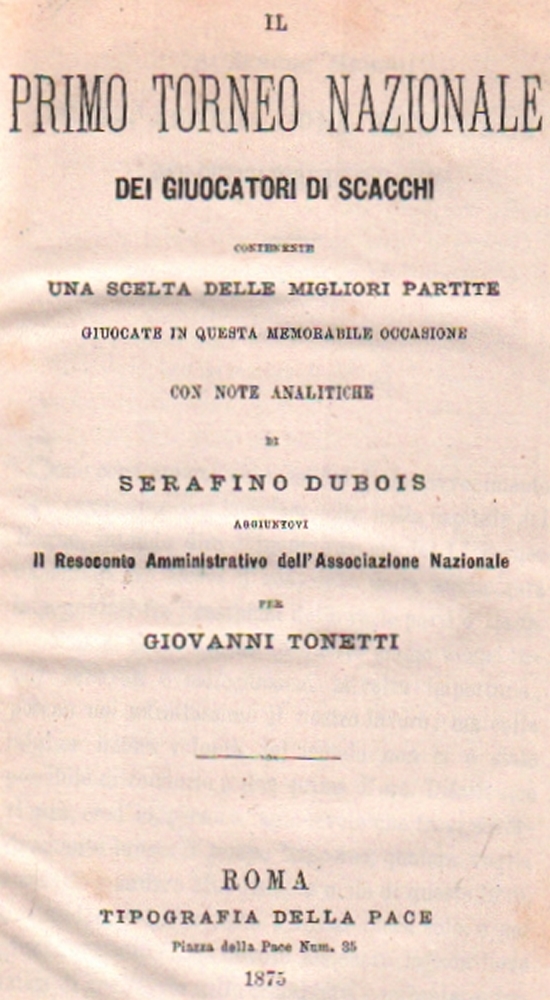 IL
PRIMO TORNEO NAZIONALE
DEI GIUOCATORI DI SCACCHI
CONTENENTE
UNA SCELTA DELLE MIGLIORI PARTITE
GIUOCATE IN QUESTA MEMORABILE OCCASIONE
CON NOTE ANALITICHE
DI
SERAFINO DUBOIS
AGGIUNTOVI
Il Resoconto Amministrativo dell'Associazione Nazionale
PER
GIOVANNI TONETTI
ROMA
TIPOGRAFIA DELLA PACE
Piazza della Pace Num. 35
1875